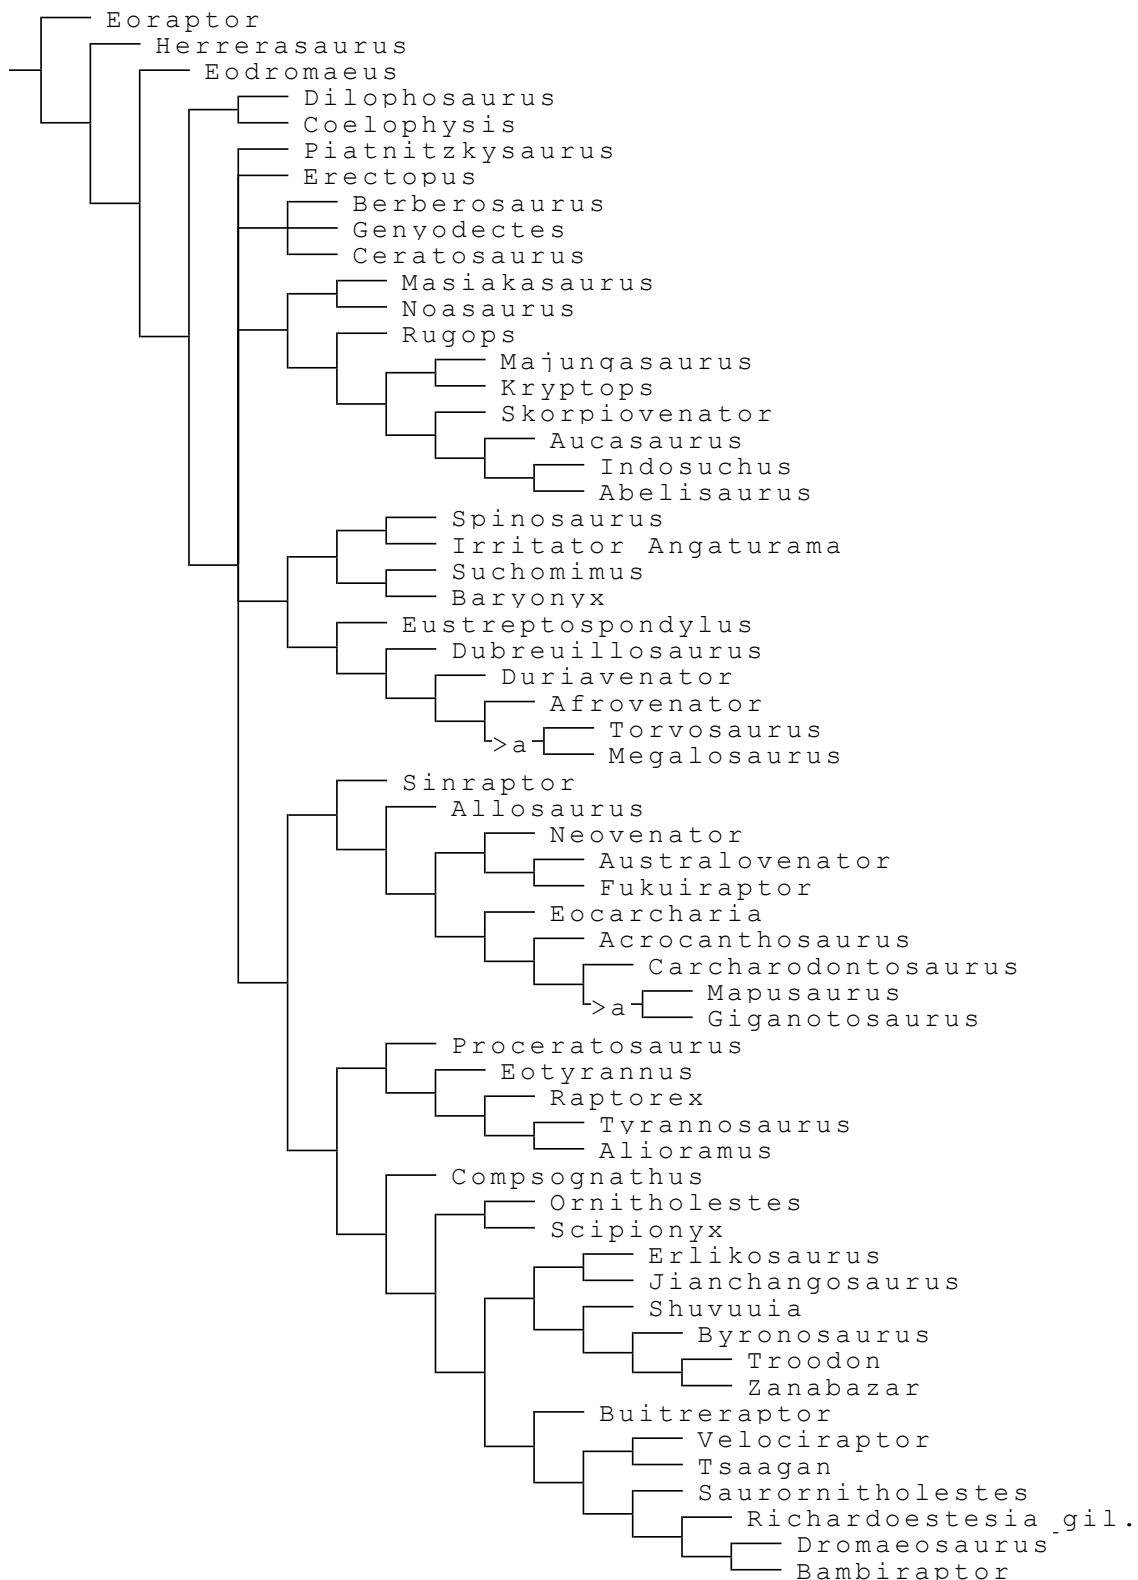 Eoraptor
Herrerasaurus
Eodromaeus
Dilophosaurus
Coelophysis
Piatnitzkysaurus
Erectopus
Berberosaurus
Genyodectes
Ceratosaurus
Masiakasaurus
Noasaurus
Rugops
Majungasaurus
Kryptops
Skorpiovenator
Aucasaurus
Indosuchus
Abelisaurus
Spinosaurus
Irritator Angaturama
Suchomimus
Baryonyx
Eustreptospondylus
Dubreuillosaurus
Duriavenator
Afrovenator
Torvosaurus
>a
Megalosaurus
Sinraptor
Allosaurus
Neovenator
Australovenator
Fukuiraptor
Eocarcharia
Acrocanthosaurus
Carcharodontosaurus
Mapusaurus
>a
Giganotosaurus
Proceratosaurus
Eotyrannus
Raptorex
Tyrannosaurus
Alioramus
Compsognathus
Ornitholestes
Scipionyx
Erlikosaurus
Jianchangosaurus
Shuvuuia
Byronosaurus
Troodon
Zanabazar
Buitreraptor
Velociraptor
Tsaagan
Saurornitholestes
Richardoestesia_gil.
Dromaeosaurus
Bambiraptor